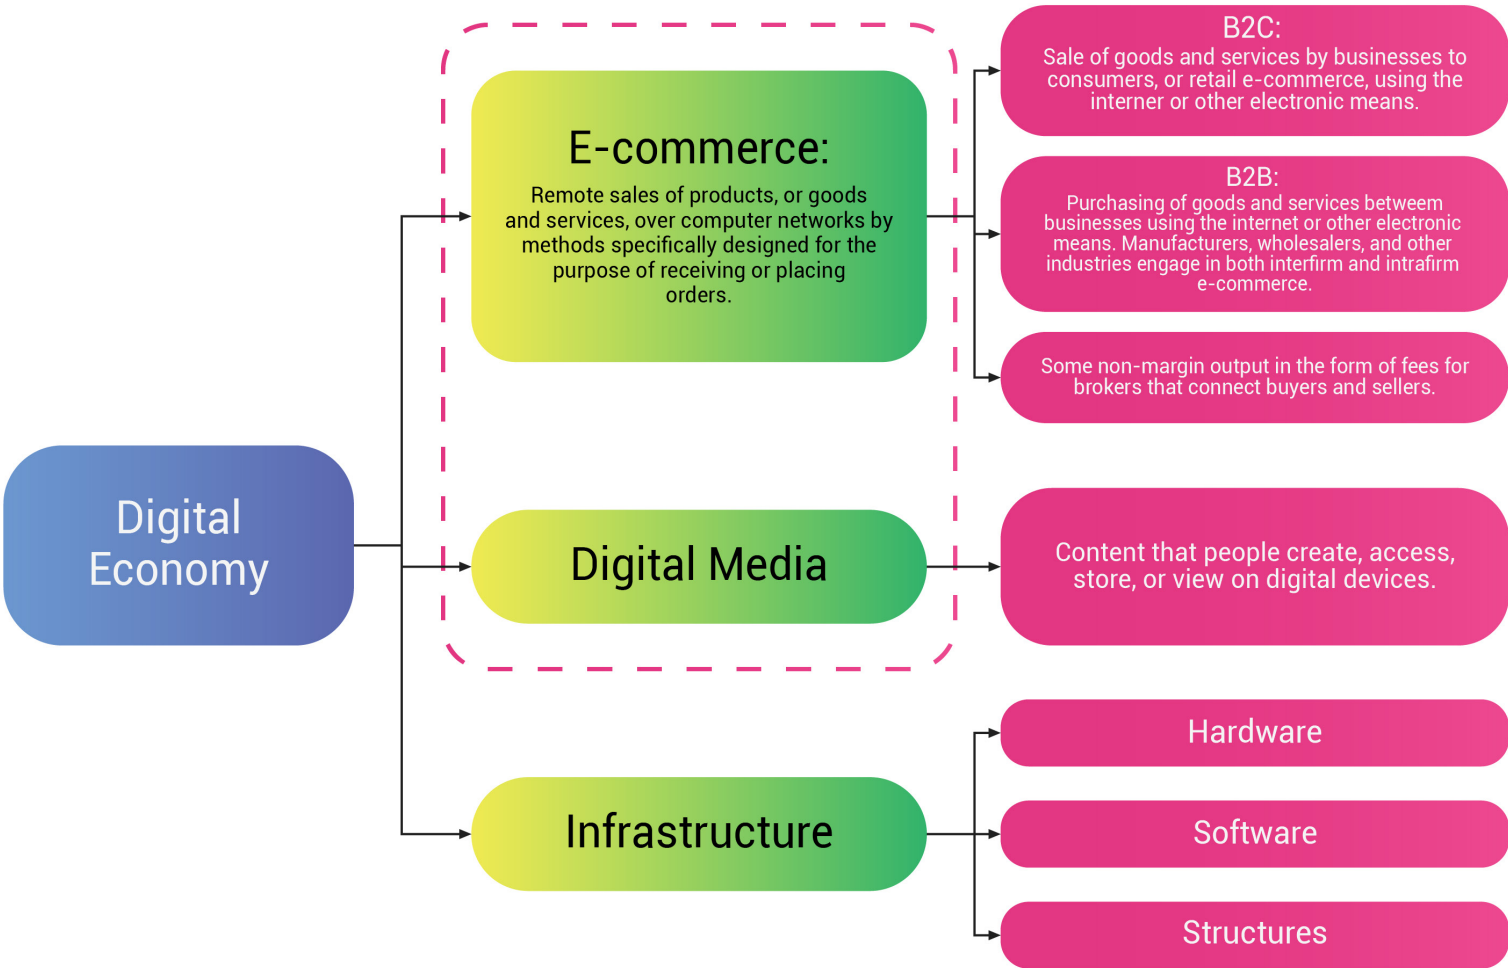 Digital
Economy
E-commerce:
Remote sales of products, or goods
and services, over computer networks by
methods specifically designed for the
purpose of receiving or placing
orders.
Digital Media
Infrastructure
B2C:
Sale of goods and services by businesses to
consumers, or retail e-commerce, using the
interner or other electronic means.
B2B:
Purchasing of goods and services betweem
businesses using the internet or other electronic
means. Manufacturers, wholesalers, and other
industries engage in both interfirm and intrafirm
e-commerce.
Some non-margin output in the form of fees for
brokers that connect buyers and sellers.
Content that people create, access,
store, or view on digital devices.
Hardware
Software
Structures